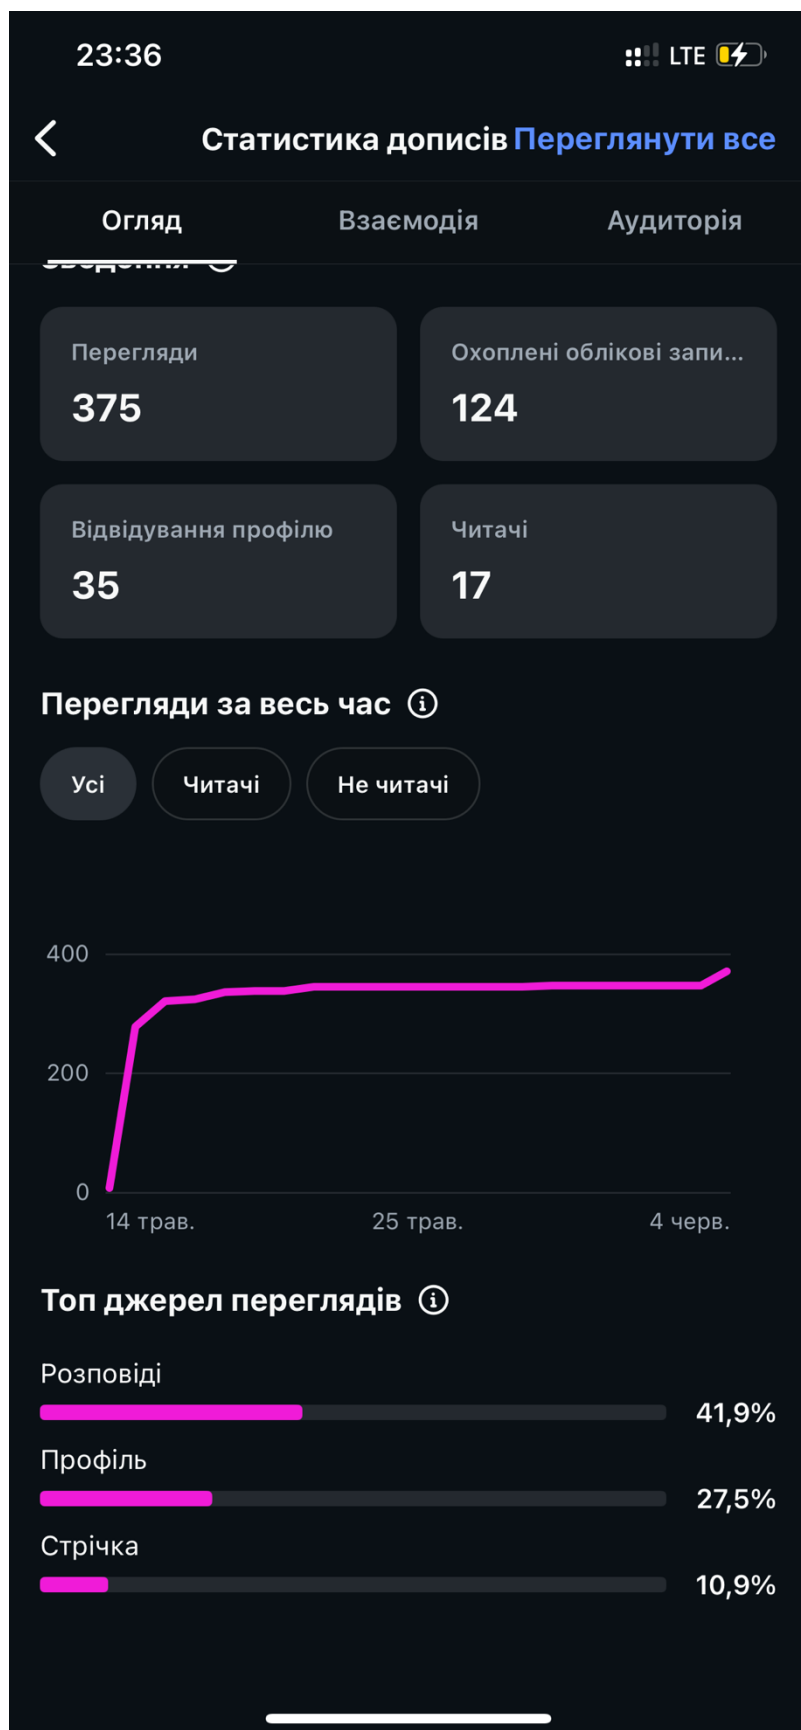 23:36
LTE
Статистика дописів Переглянути все
Огляд Взаємодія Аудиторія
Перегляди
375
Охоплені облікові запи...
124
Відвідування профілю
35
Читачі
17
Перегляди за весь час
Усі Читачі Не читачі
400
200
0
14 трав. 25 трав. 4 черв.
Топ джерел переглядів
Розповіді
41,9%
Профіль
27,5%
Стрічка
10,9%